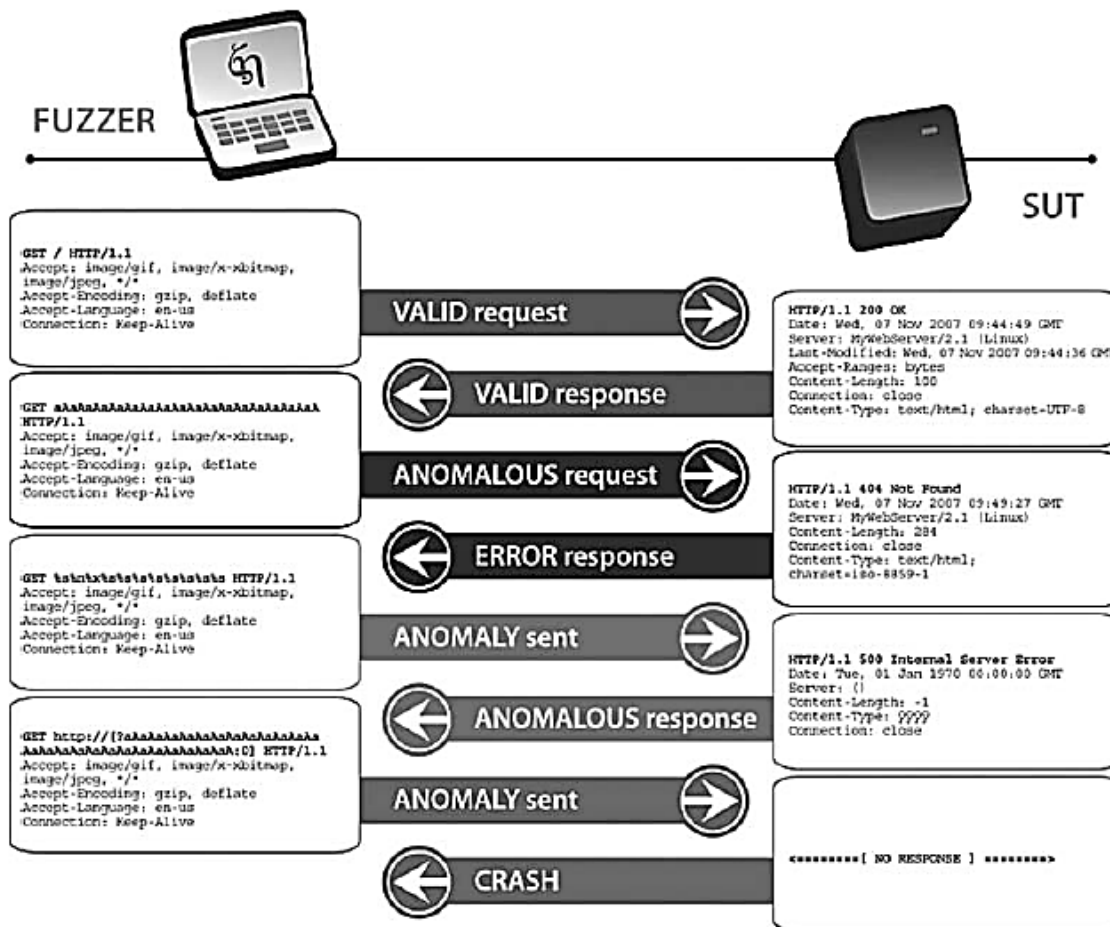 FUZZER
SUT
GET / HTTP/1.1
Accept: image/gif, image/x-xbitmap,
image/jpeg, */*
Accept-Encoding: gzip, deflate
Accept-Language: en-us
Connection: Keep-Alive
VALID request
HTTP/1.1 200 OK
Date: Wed, 07 Nov 2007 09:44:49 GMT
Server: MyWebServer/2.1 (Linux)
Last-Modified: Wed, 07 Nov 2007 09:44:36 GMT
Accept-Ranges: bytes
Content-Length: 100
Connection: close
Content-Type: text/html; charset=UTF-8
VALID response
GET
HTTP/1.1
Accept: image/gif, image/x-xbitmap,
image/jpeg, */*
Accept-Encoding: gzip, deflate
Accept-Language: en-us
Connection: Keep-Alive
ANOMALOUS request
HTTP/1.1 404 Not Found
Date: Wed, 07 Nov 2007 09:49:27 GMT
Server: MyWebServer/2.1 (Linux)
Content-Length: 284
Connection: close
Content-Type: text/html;
charset=iso-8859-1
ERROR response
GET %s%n%x%s%s%s%s%s%s%s%s HTTP/1.1
Accept: image/gif, image/x-xbitmap,
image/jpeg, */*
Accept-Encoding: gzip, deflate
Accept-Language: en-us
Connection: Keep-Alive
ANOMALY sent
HTTP/1.1 500 Internal Server Error
Date: Tue, 01 Jan 1970 00:00:00 GMT
Server: ()
Content-Length: -1
Content-Type:
Connection: close
ANOMALOUS response
GET
HTTP/1.1
Accept: image/gif, image/x-xbitmap,
image/jpeg, */*
Accept-Encoding: gzip, deflate
Accept-Language: en-us
Connection: Keep-Alive
ANOMALY sent
<========[ NO RESPONSE ] ========>
CRASH